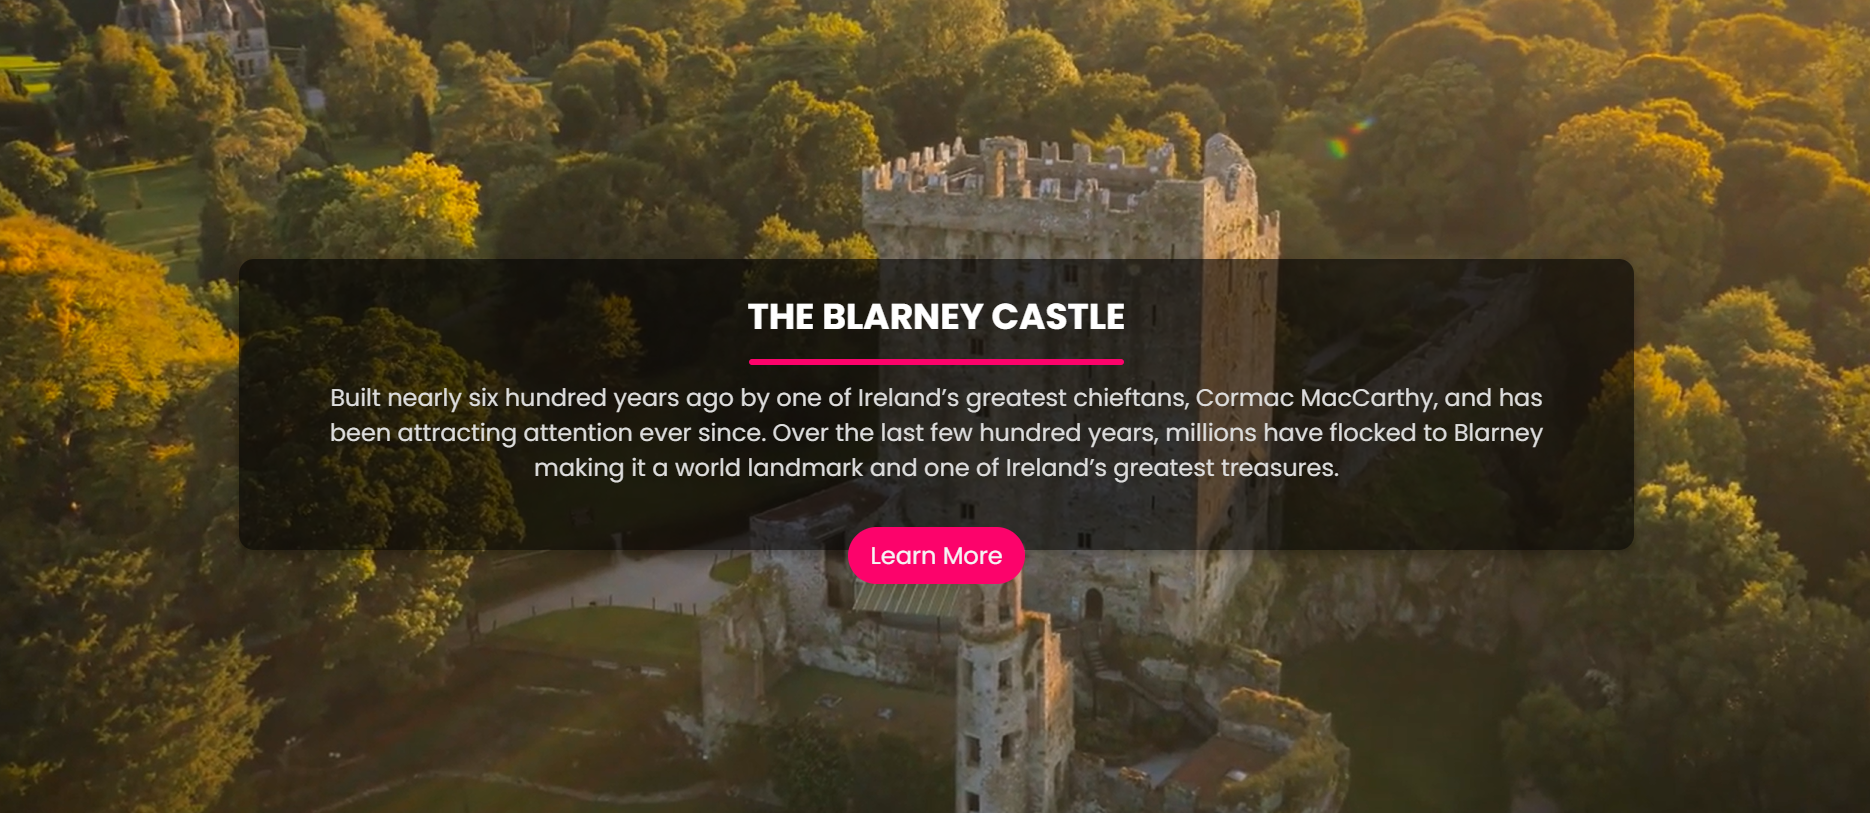 THE BLARNEY CASTLE
Built nearly six hundred years ago by one of Ireland’s greatest chieftans, Cormac MacCarthy, and has
been attracting attention ever since. Over the last few hundred years, millions have flocked to Blarney
making it a world landmark and one of Ireland’s greatest treasures.
Learn More